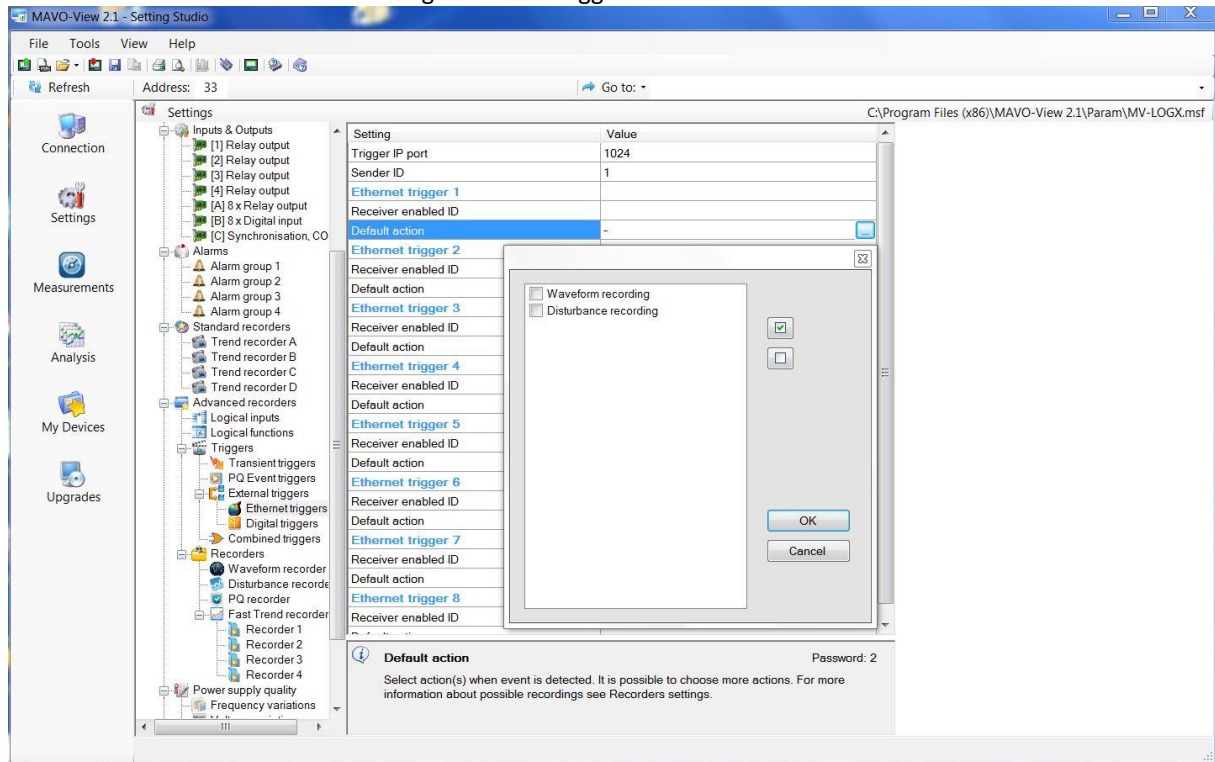 MAVO-View 2.1 - Setting Studio
File Tools View Help
Refresh Address: 33 Go to:
Connection
Settings
Measurements
Analysis
My Devices
Upgrades
Settings C:\Program Files (x86)\MAVO-View 2.1\Param\MV-LOGX.msf
Inputs & Outputs
[1] Relay output
[2] Relay output
[3] Relay output
[4] Relay output
[A] 8 x Relay output
[B] 8 x Digital input
[C] Synchronisation, CO
Alarms
Alarm group 1
Alarm group 2
Alarm group 3
Alarm group 4
Standard recorders
Trend recorder A
Trend recorder B
Trend recorder C
Trend recorder D
Advanced recorders
Logical inputs
Logical functions
Triggers
Transient triggers
PQ Event triggers
External triggers
Ethernet triggers
Digital triggers
Combined triggers
Recorders
Waveform recorder
Disturbance recorde
PQ recorder
Fast Trend recorder
Recorder 1
Recorder 2
Recorder 3
Recorder 4
Power supply quality
Frequency variations
Setting Value
Trigger IP port 1024
Sender ID 1
Ethernet trigger 1
Receiver enabled ID
Default action - ...
Ethernet trigger 2
Receiver enabled ID
Default action
Ethernet trigger 3
Receiver enabled ID
Default action
Ethernet trigger 4
Receiver enabled ID
Default action
Ethernet trigger 5
Receiver enabled ID
Default action
Ethernet trigger 6
Receiver enabled ID
Default action
Ethernet trigger 7
Receiver enabled ID
Default action
Ethernet trigger 8
Receiver enabled ID
Waveform recording
Disturbance recording
OK
Cancel
Default action Password: 2
Select action(s) when event is detected. It is possible to choose more actions. For more
information about possible recordings see Recorders settings.